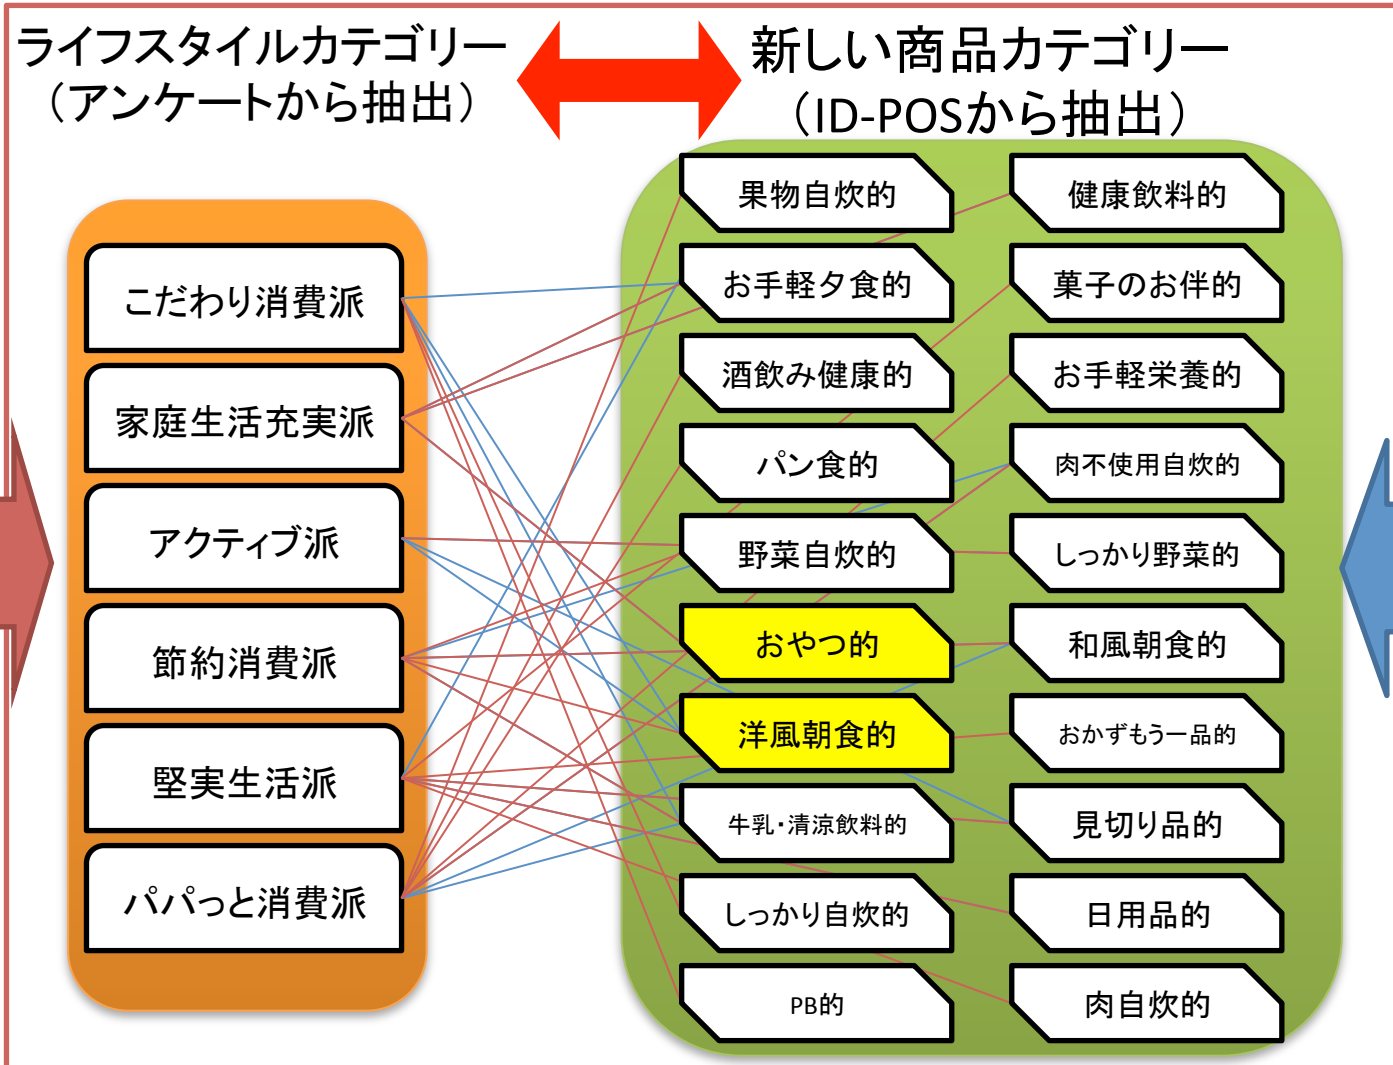 ライフスタイルカテゴリー
（アンケートから抽出）
新しい商品カテゴリー
（ID-POSから抽出）
こだわり消費派
家庭生活充実派
アクティブ派
節約消費派
堅実生活派
パパっと消費派
果物自炊的
お手軽夕食的
酒飲み健康的
パン食的
野菜自炊的
おやつ的
洋風朝食的
牛乳・清涼飲料的
しっかり自炊的
PB的
健康飲料的
菓子のお伴的
お手軽栄養的
肉不使用自炊的
しっかり野菜的
和風朝食的
おかずもう一品的
見切り品的
日用品的
肉自炊的